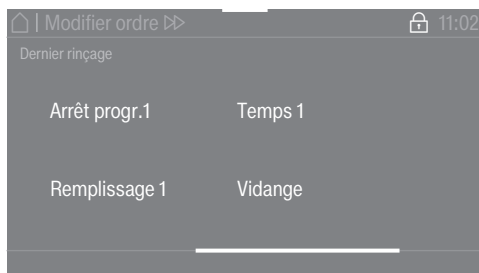 | Modifier ordre 11:02
Dernier rinçage
Arrêt progr.1 Temps 1
Remplissage 1 Vidange